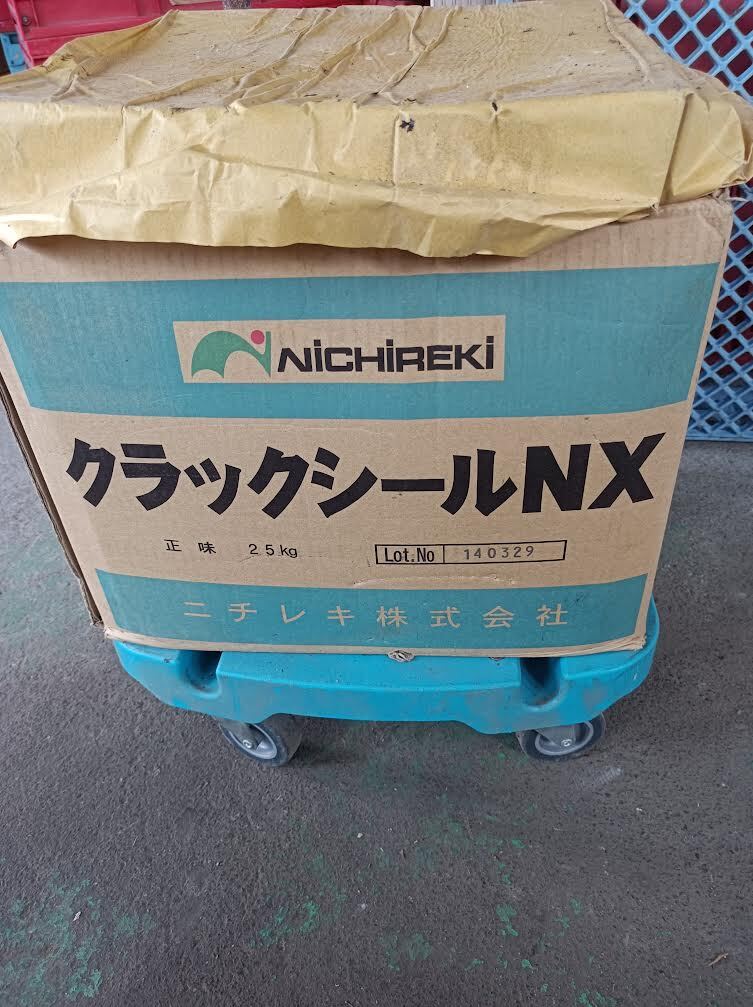 NICHIREKI
クラックシールNX
正味 25kg
Lot.No 140329
ニチレキ株式会社